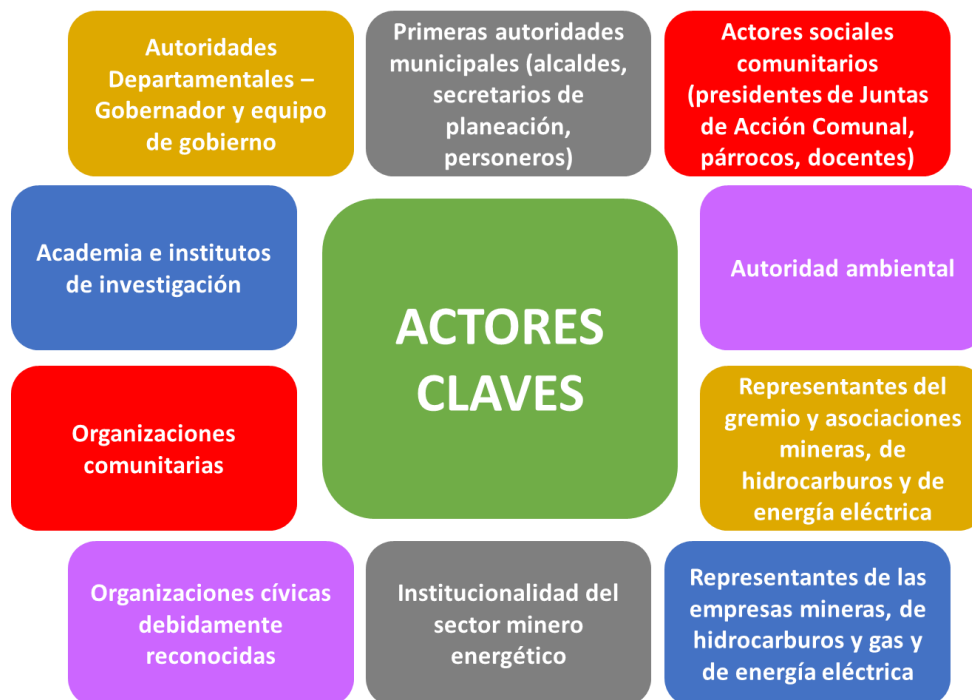 Autoridades
Departamentales –
Gobernador y equipo
de gobierno
Primeras autoridades
municipales (alcaldes,
secretarios de
planeación,
personeros)
Actores sociales
comunitarios
(presidentes de Juntas
de Acción Comunal,
párrocos, docentes)
Academia e institutos
de investigación
ACTORES
CLAVES
Autoridad ambiental
Organizaciones
comunitarias
Representantes del
gremio y asociaciones
mineras, de
hidrocarburos y de
energía eléctrica
Organizaciones cívicas
debidamente
reconocidas
Institucionalidad del
sector minero
energético
Representantes de las
empresas mineras, de
hidrocarburos y gas y
de energía eléctrica